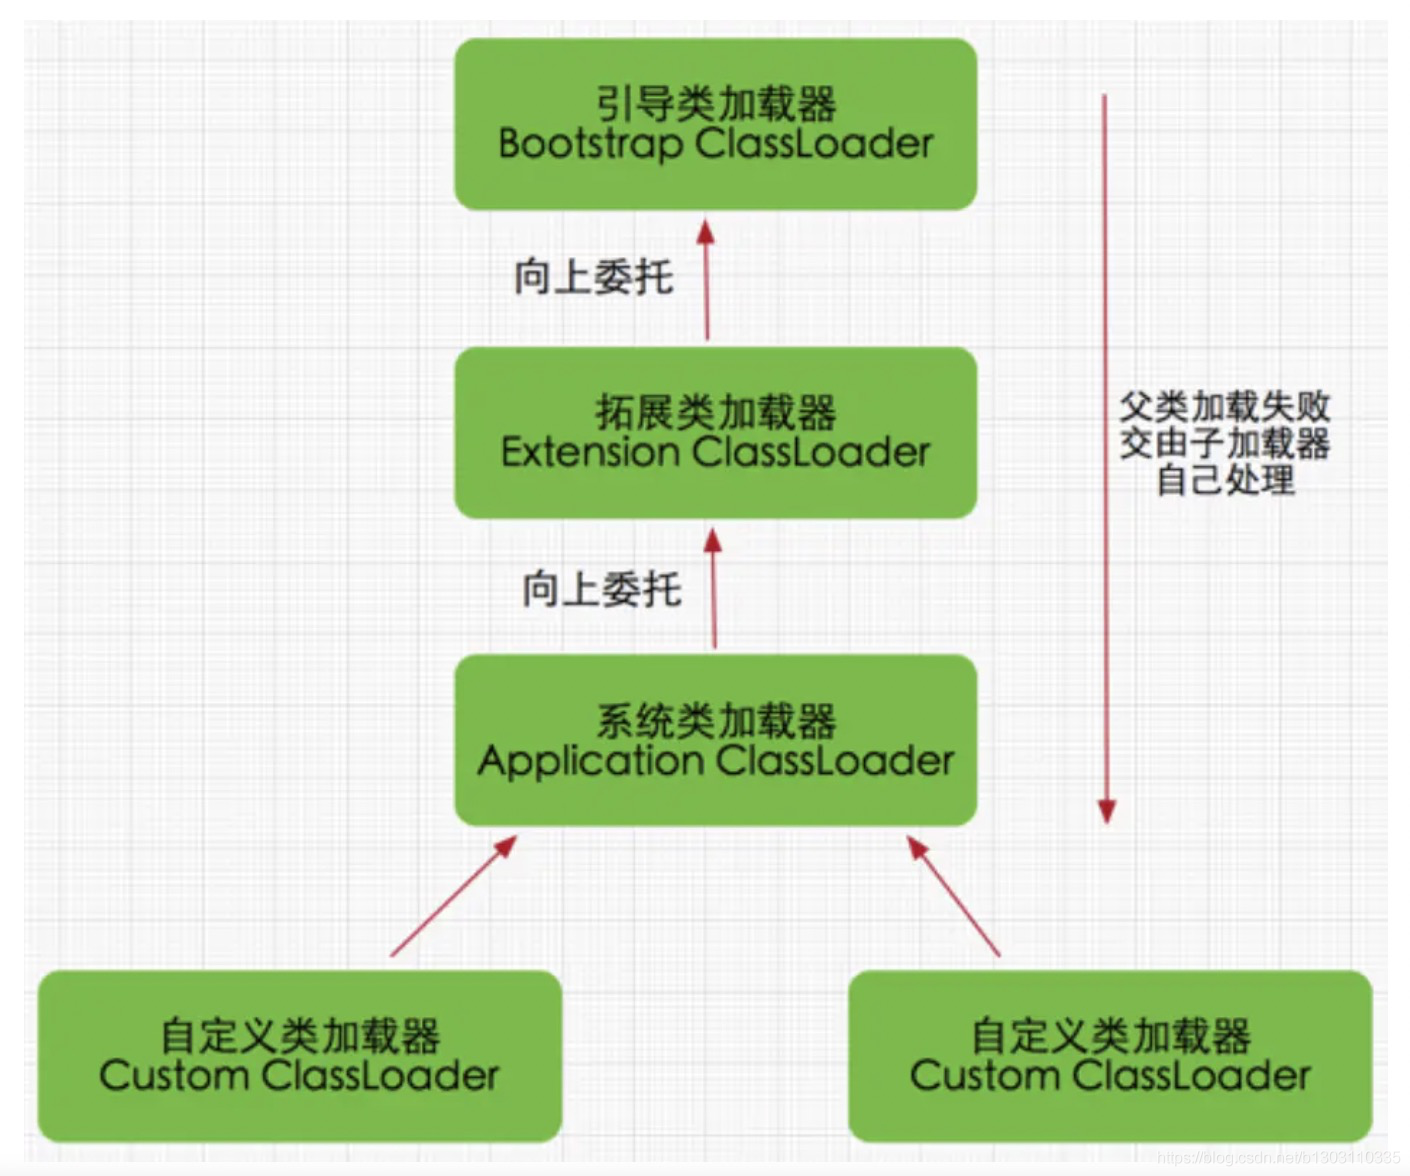 引导类加载器
Bootstrap ClassLoader
向上委托
拓展类加载器
Extension ClassLoader
父类加载失败
交由子加载器
自己处理
向上委托
系统类加载器
Application ClassLoader
自定义类加载器
Custom ClassLoader
自定义类加载器
Custom ClassLoader
https://blog.csdn.net/b1303110335